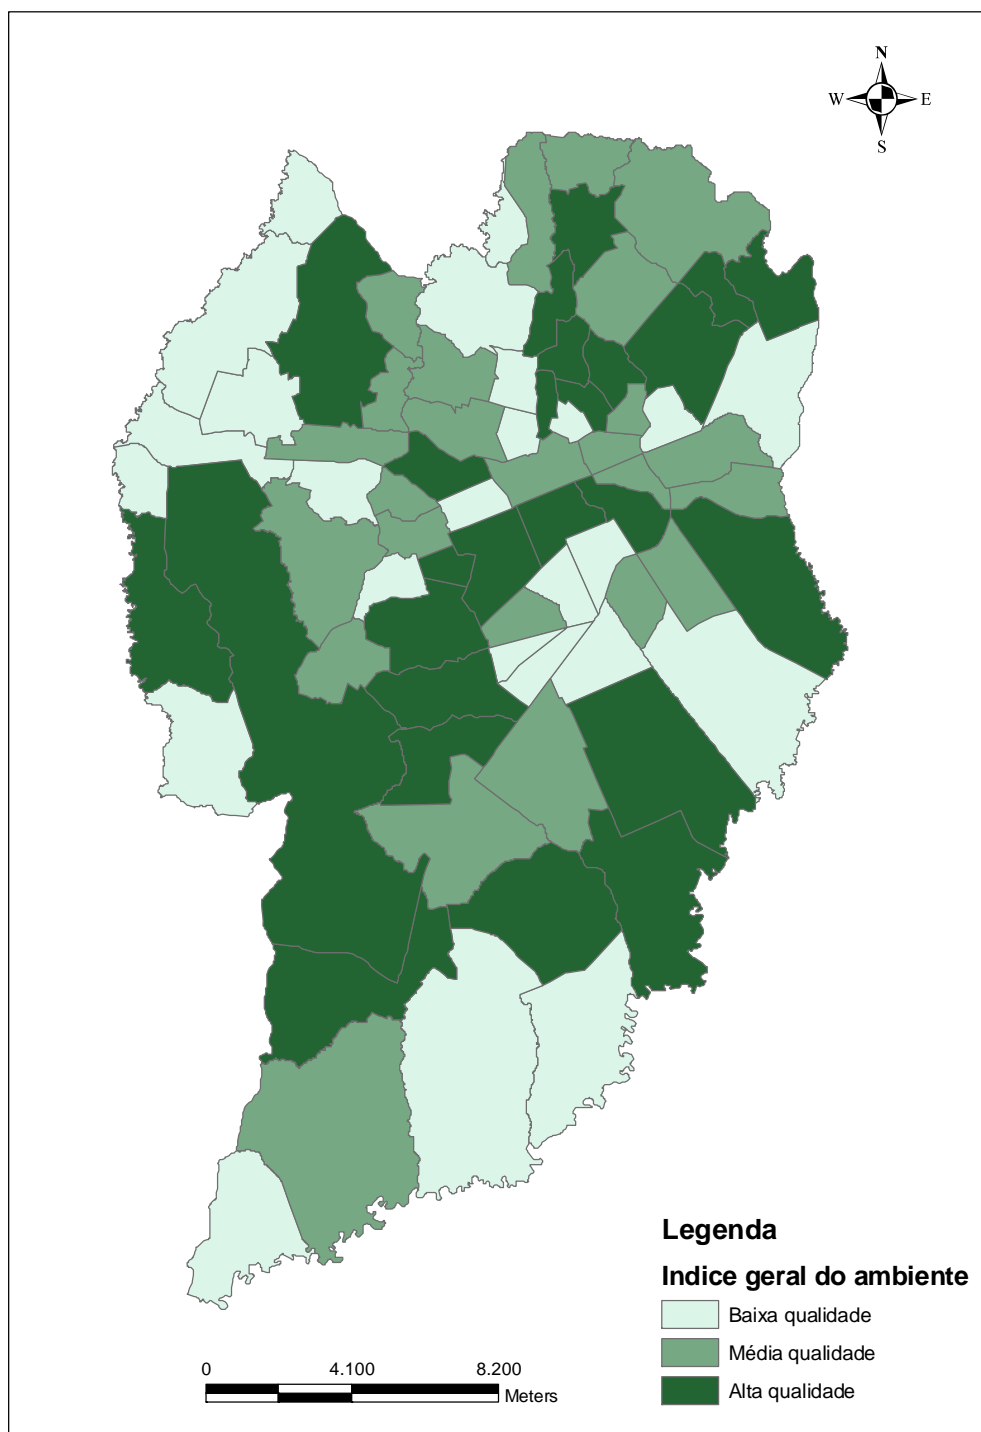 N
W E
S
Legenda
Indice geral do ambiente
Baixa qualidade
Média qualidade
Alta qualidade
0 4.100 8.200
Meters